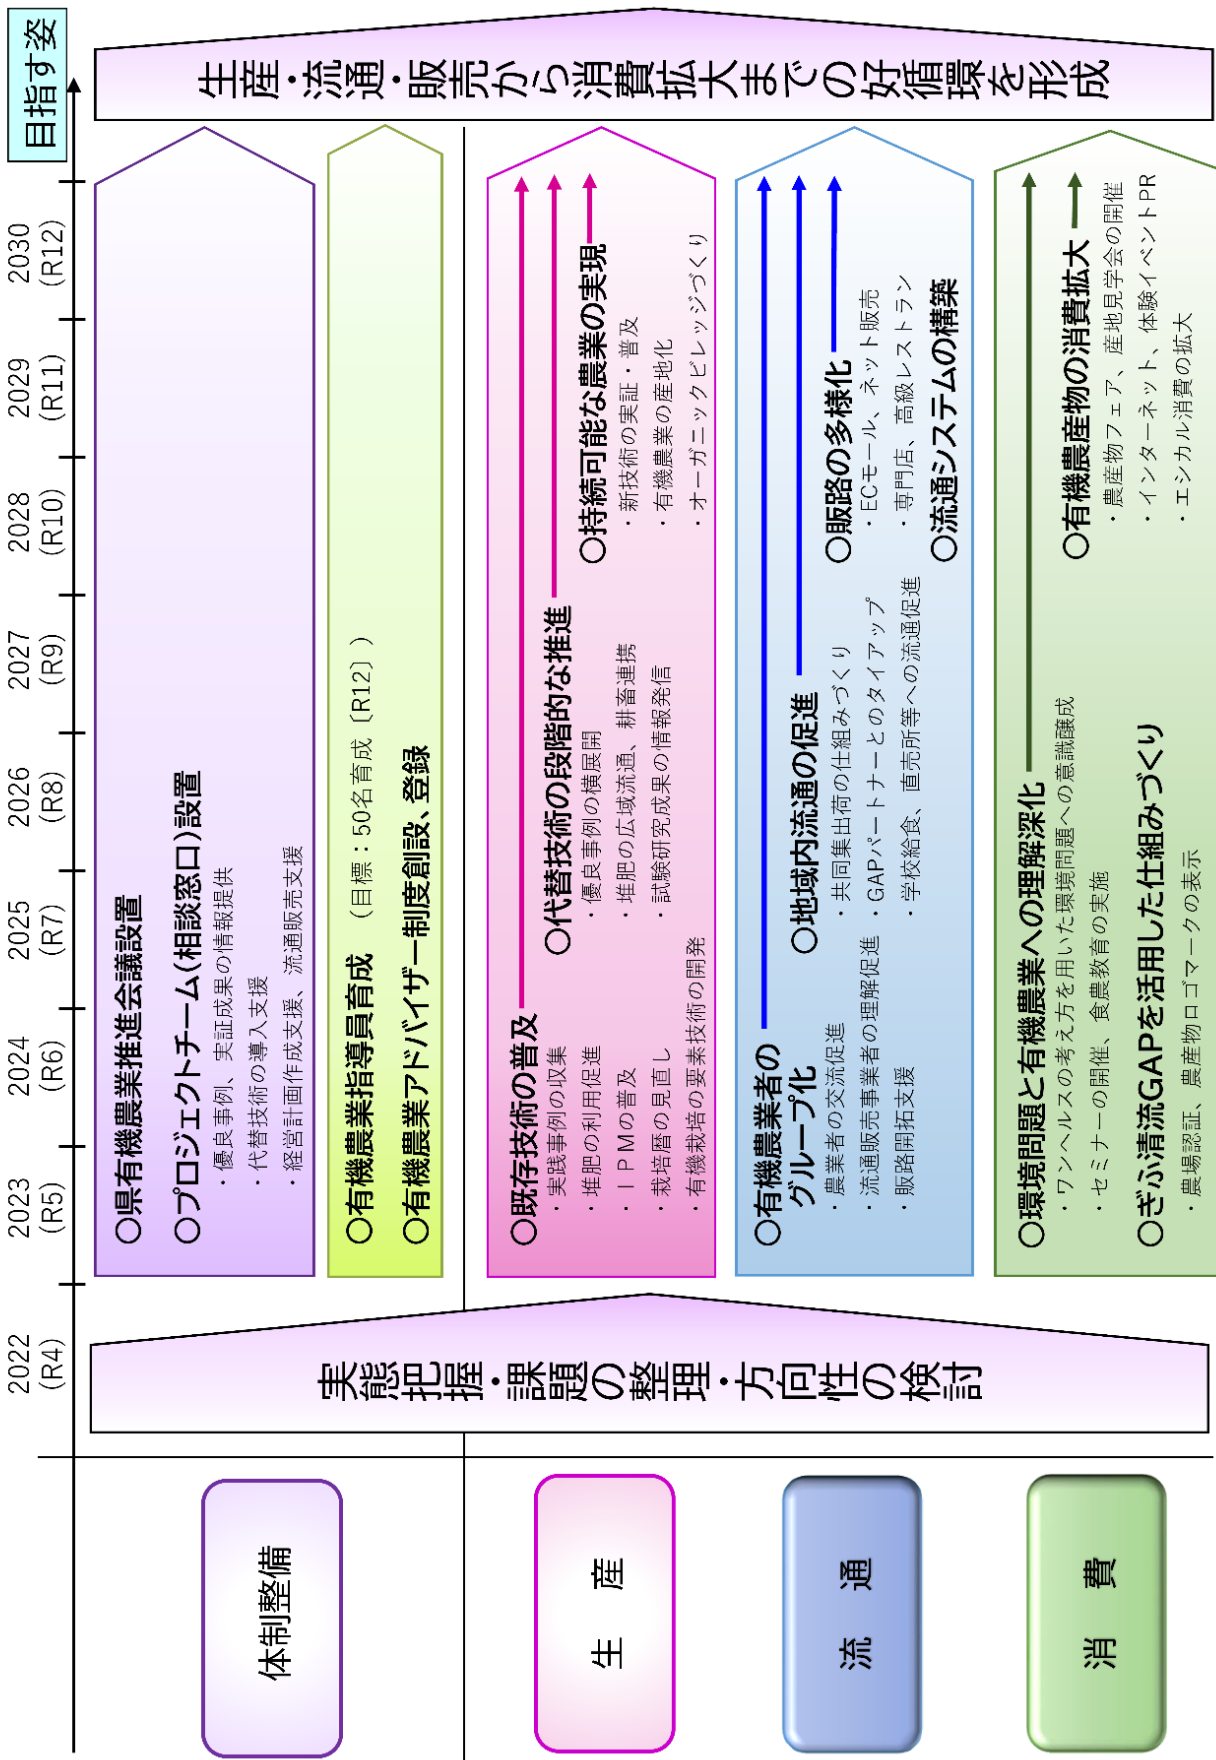 目指す姿
2022
(R4)
2023
(R5)
2024
(R6)
2025
(R7)
2026
(R8)
2027
(R9)
2028
(R10)
2029
(R11)
2030
(R12)
実態把握・課題の整理・方向性の検討
生産・流通・販売から消費拡大までの好循環を形成
体制整備
〇県有機農業推進会議設置
〇プロジェクトチーム(相談窓口)設置
・優良事例、実証成果の情報提供
・代替技術の導入支援
・経営計画作成支援、流通販売支援
〇有機農業指導員育成 （目標：50名育成〔R12〕）
〇有機農業アドバイザー制度創設、登録
生産
〇既存技術の普及
・実践事例の収集
・堆肥の利用促進
・ＩＰＭの普及
・栽培暦の見直し
・有機栽培の要素技術の開発
〇代替技術の段階的な推進
・優良事例の横展開
・堆肥の広域流通、耕畜連携
・試験研究成果の情報発信
〇持続可能な農業の実現
・新技術の実証・普及
・有機農業の産地化
・オーガニックビレッジづくり
流通
〇有機農業者の
グループ化
・農業者の交流促進
・流通販売事業者の理解促進
・販路開拓支援
〇地域内流通の促進
・共同集出荷の仕組みづくり
・GAPパートナーとのタイアップ
・学校給食、直売所等への流通促進
〇販路の多様化
・ECモール、ネット販売
・専門店、高級レストラン
〇流通システムの構築
消費
〇環境問題と有機農業への理解深化
・ワンヘルスの考え方を用いた環境問題への意識醸成
・セミナーの開催、食農教育の実施
〇ぎふ清流GAPを活用した仕組みづくり
・農場認証、農産物ロゴマークの表示
〇有機農産物の消費拡大
・農産物フェア、産地見学会の開催
・インターネット、体験イベントPR
・エシカル消費の拡大